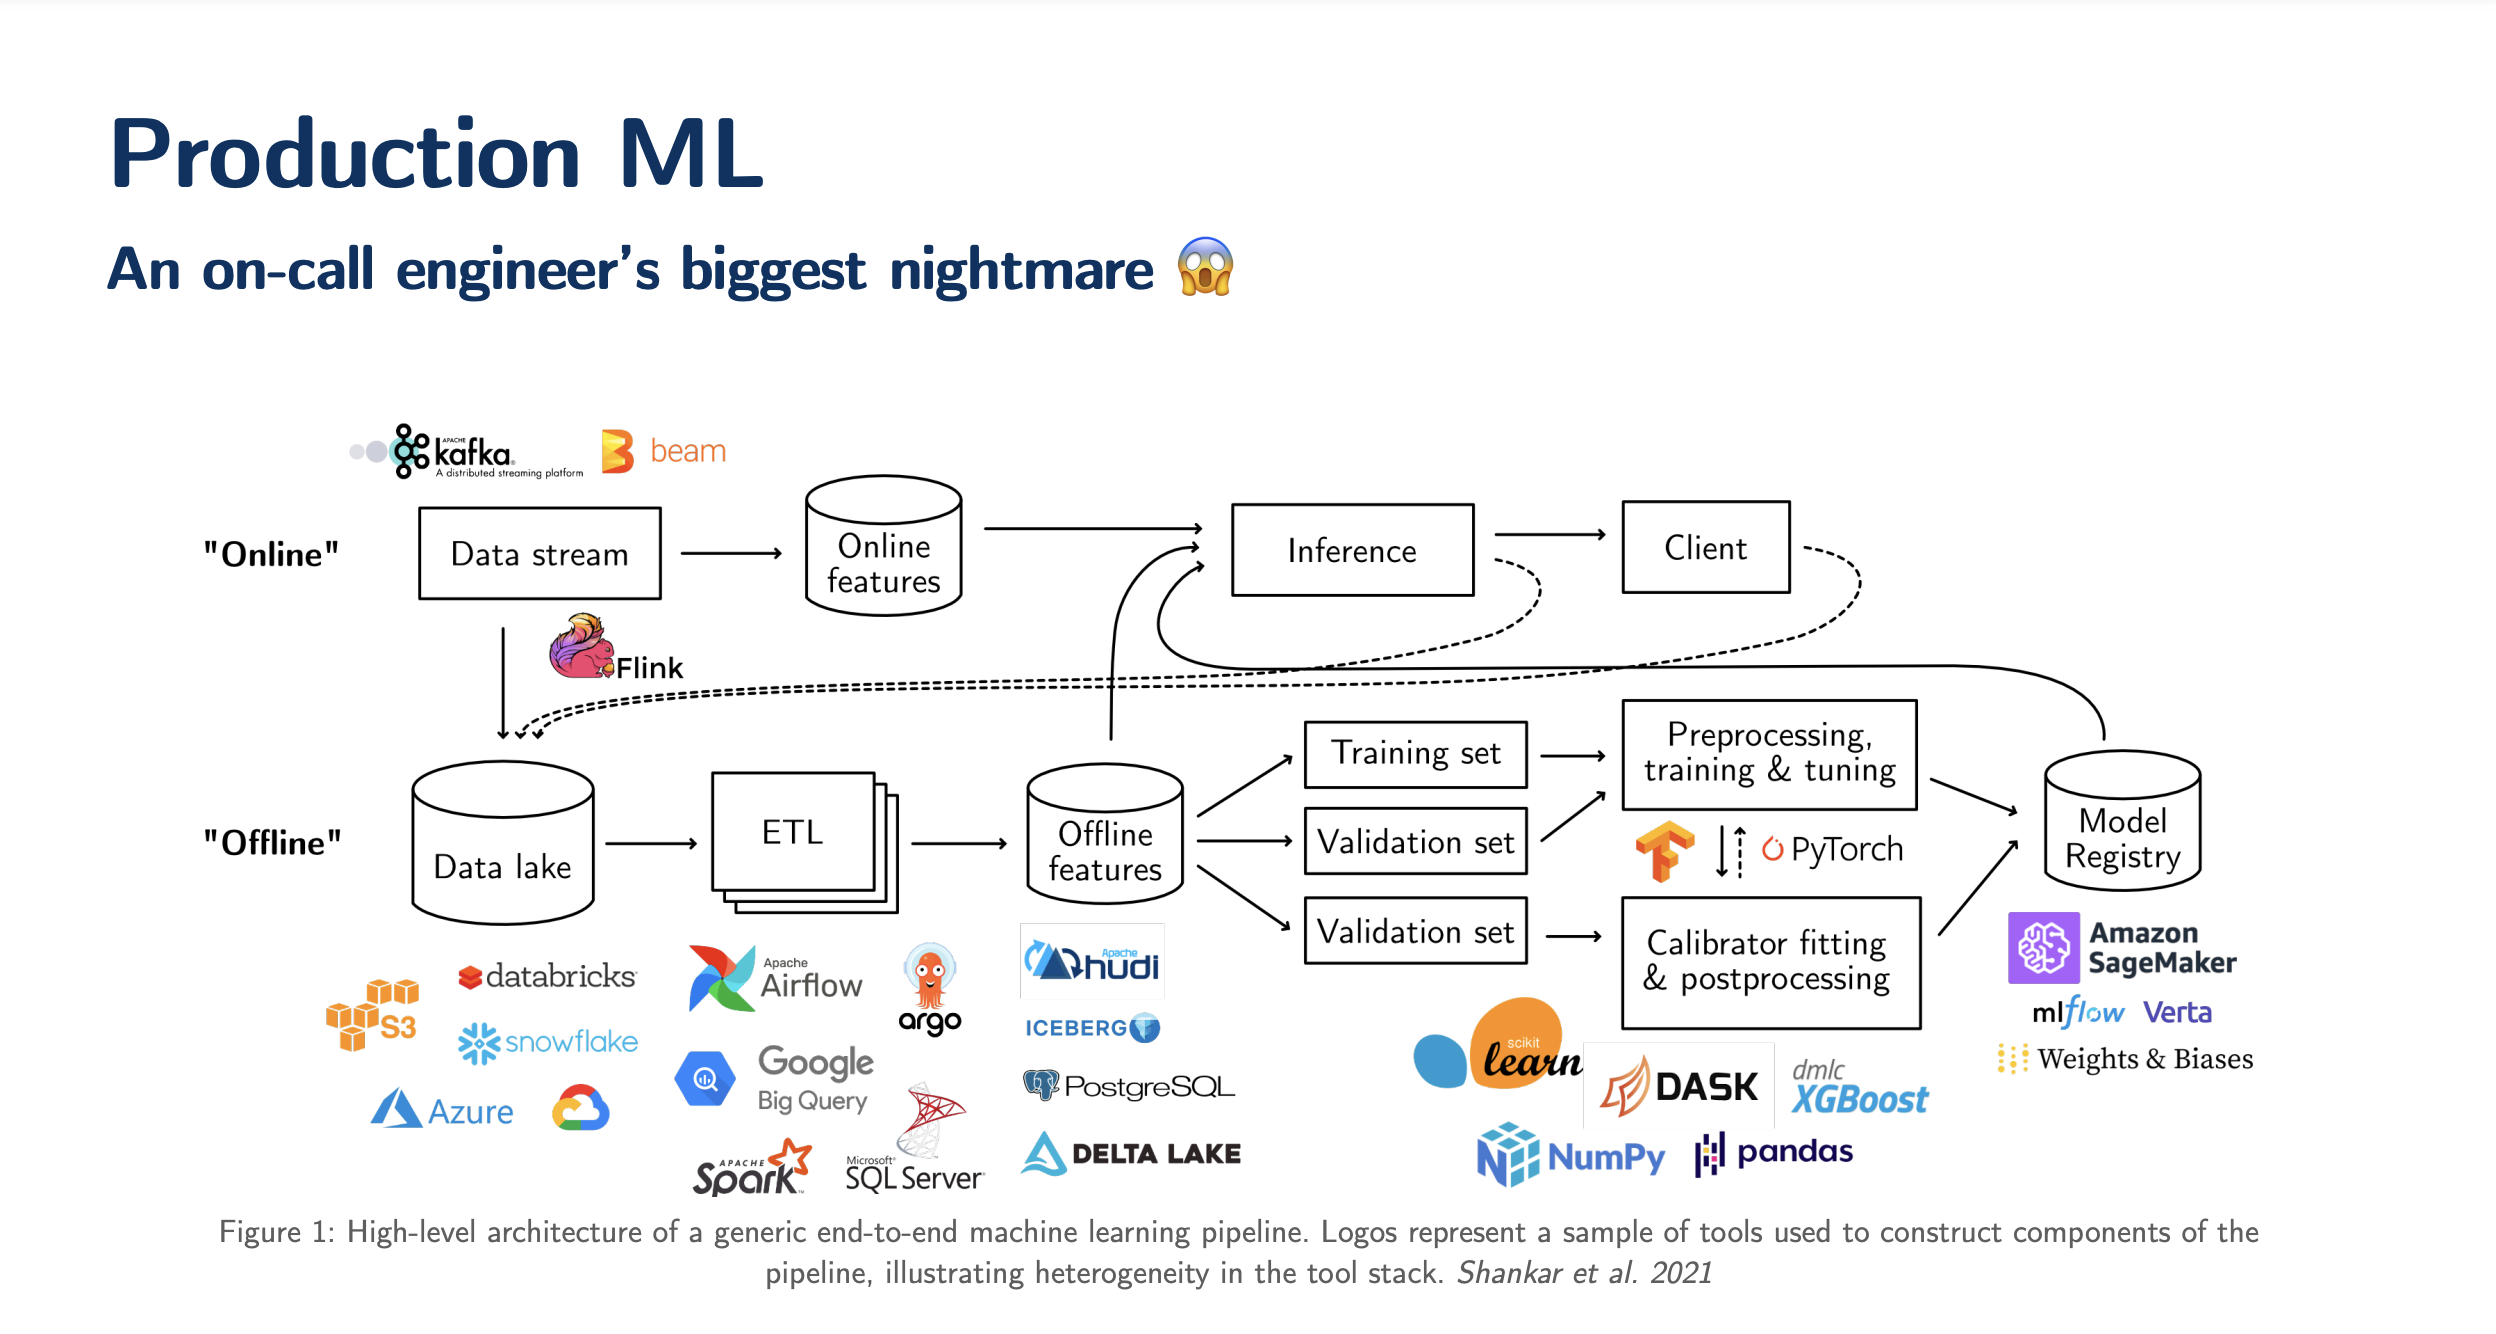 Production ML
An on-call engineer's biggest nightmare 😱
APACHE
kafka®
A distributed streaming platform
beam
"Online"
Data stream
Online
features
Inference
Client
Flink
"Offline"
Data lake
ETL
Offline
features
Training set
Validation set
Validation set
Preprocessing,
training & tuning
PyTorch
Calibrator fitting
& postprocessing
Model
Registry
S3
databricks
snowflake
Azure
Apache
Airflow
argo
Google
Big Query
APACHE
Spark™
Microsoft®
SQL Server®
Apache
hudi
ICEBERG
PostgreSQL
DELTA LAKE
scikit
learn
DASK
dmlc
XGBoost
NumPy
pandas
Amazon
SageMaker
mlflow
Verta
Weights & Biases
Figure 1: High-level architecture of a generic end-to-end machine learning pipeline. Logos represent a sample of tools used to construct components of the
pipeline, illustrating heterogeneity in the tool stack. Shankar et al. 2021